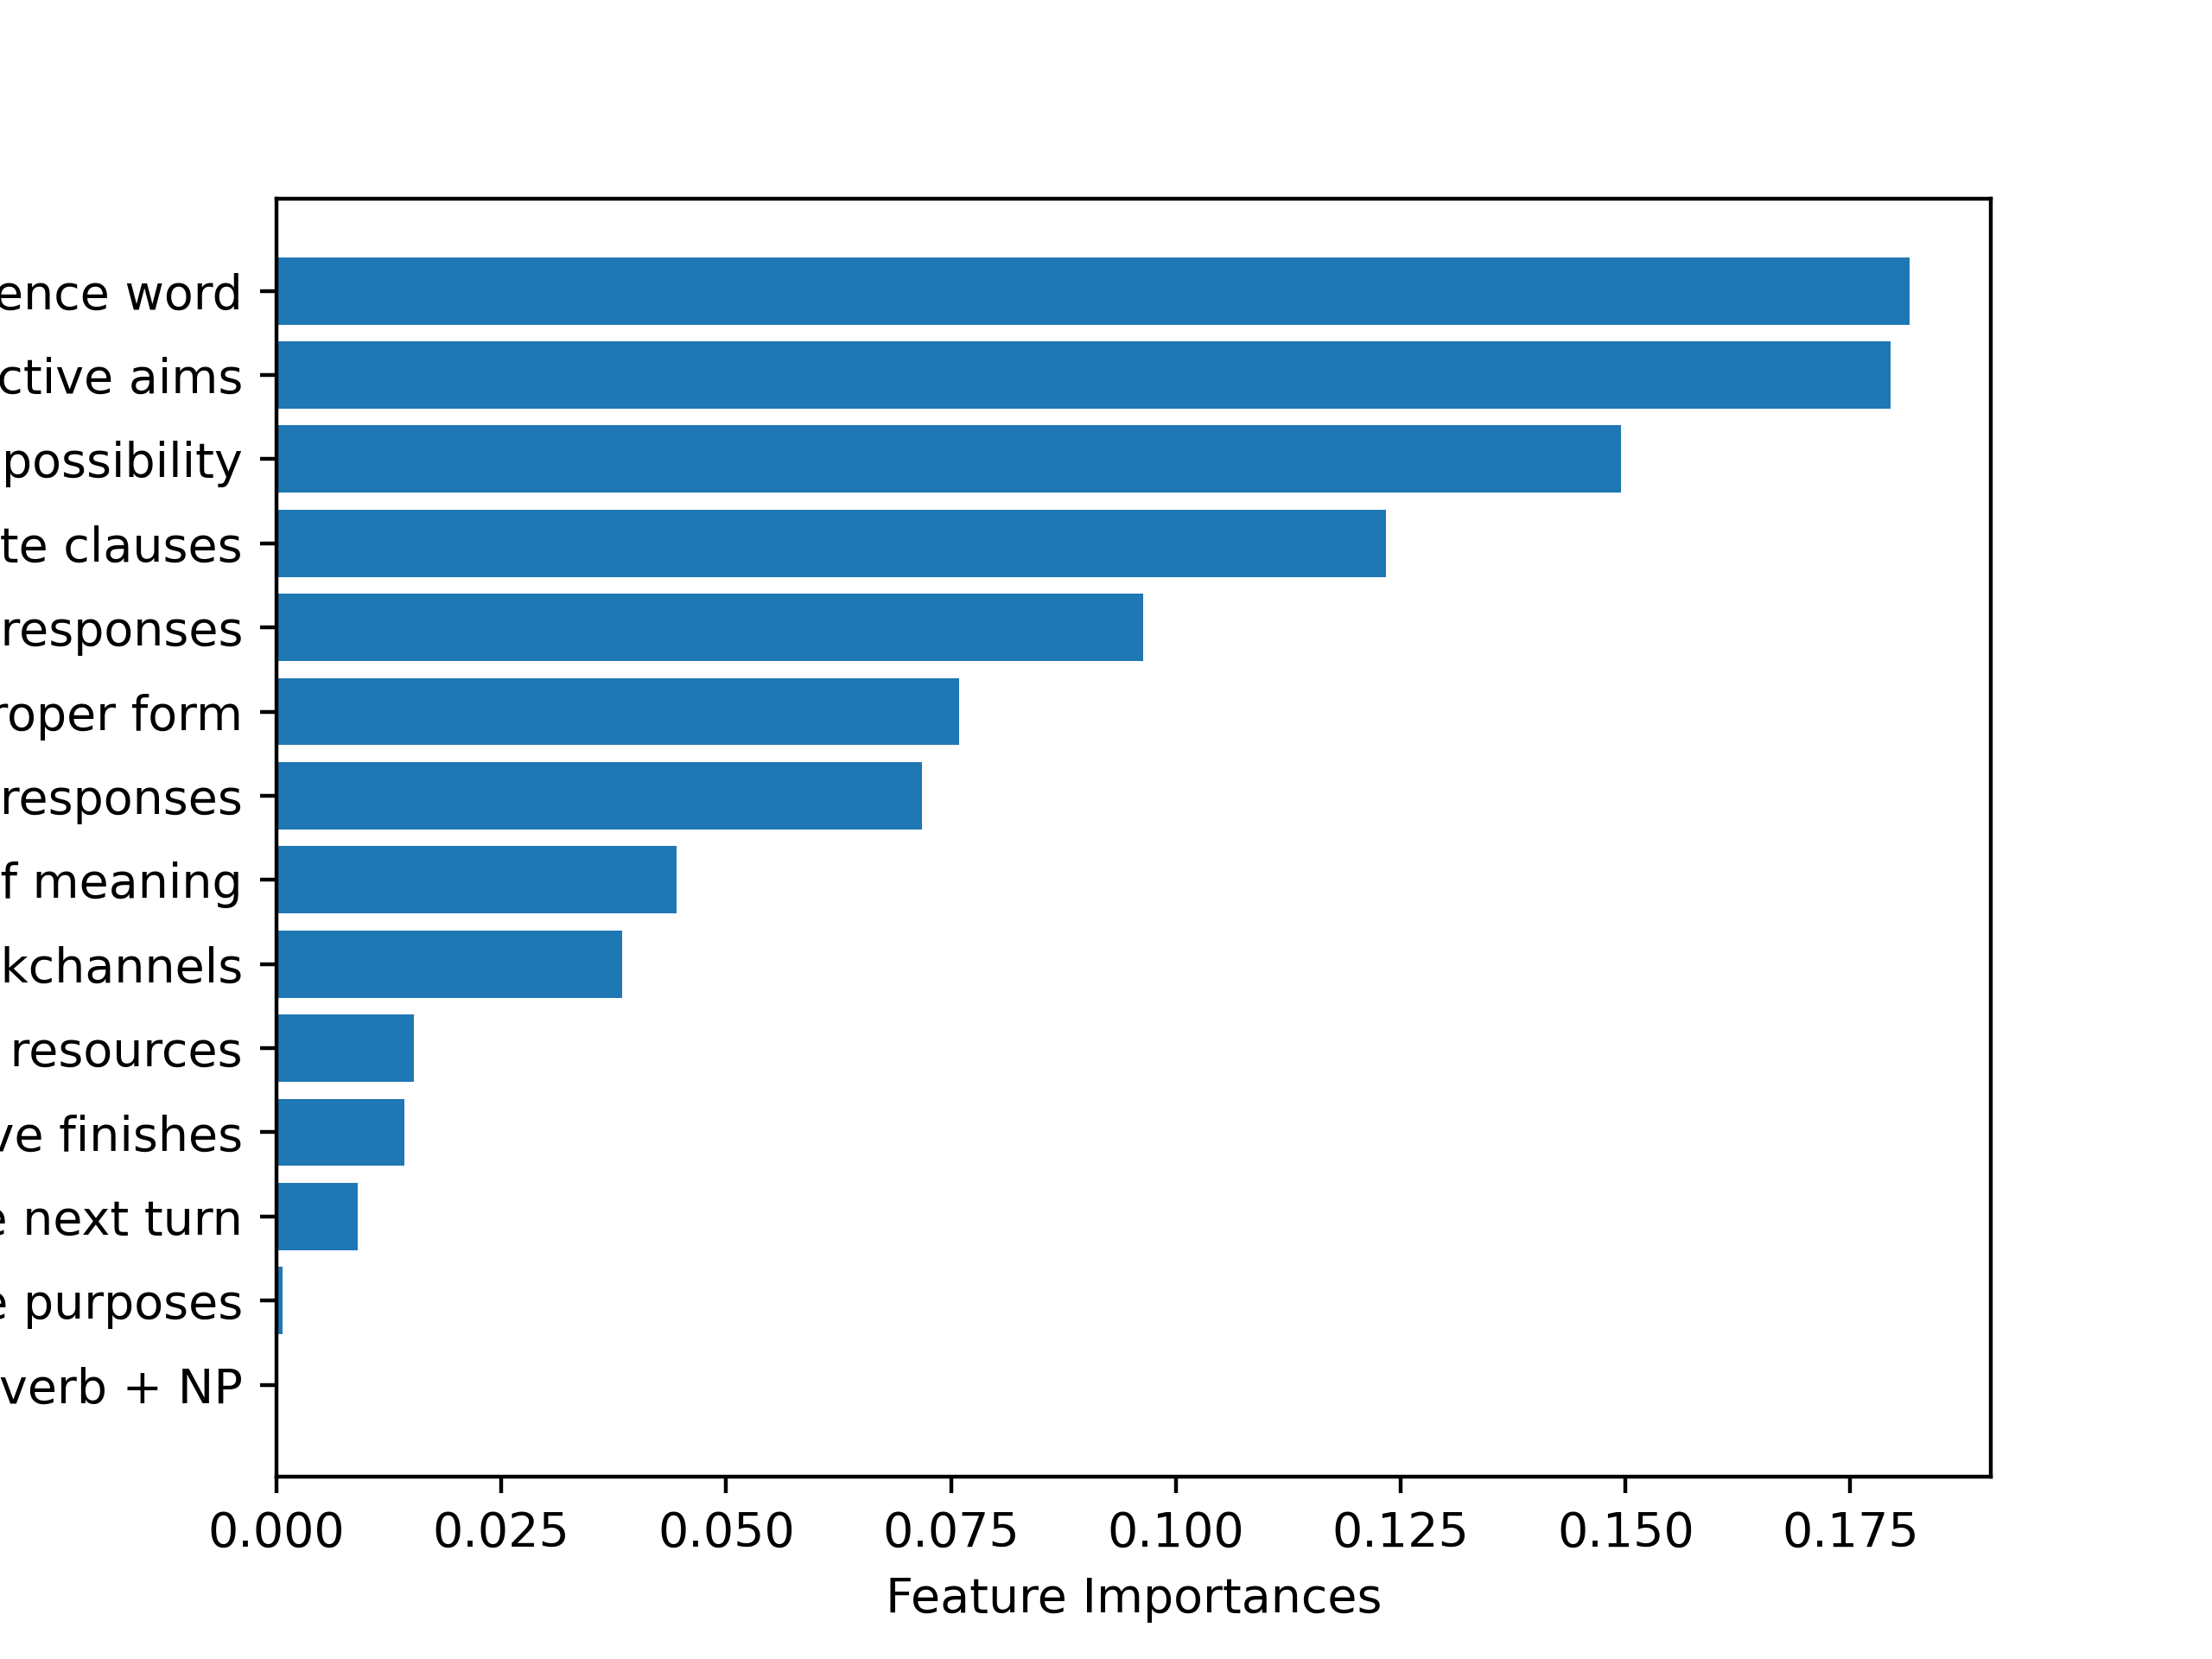 ence word
ctive aims
possibility
te clauses
responses
roper form
responses
f meaning
kchannels
resources
ve finishes
e next turn
e purposes
verb + NP
0.000 0.025 0.050 0.075 0.100 0.125 0.150 0.175
Feature Importances